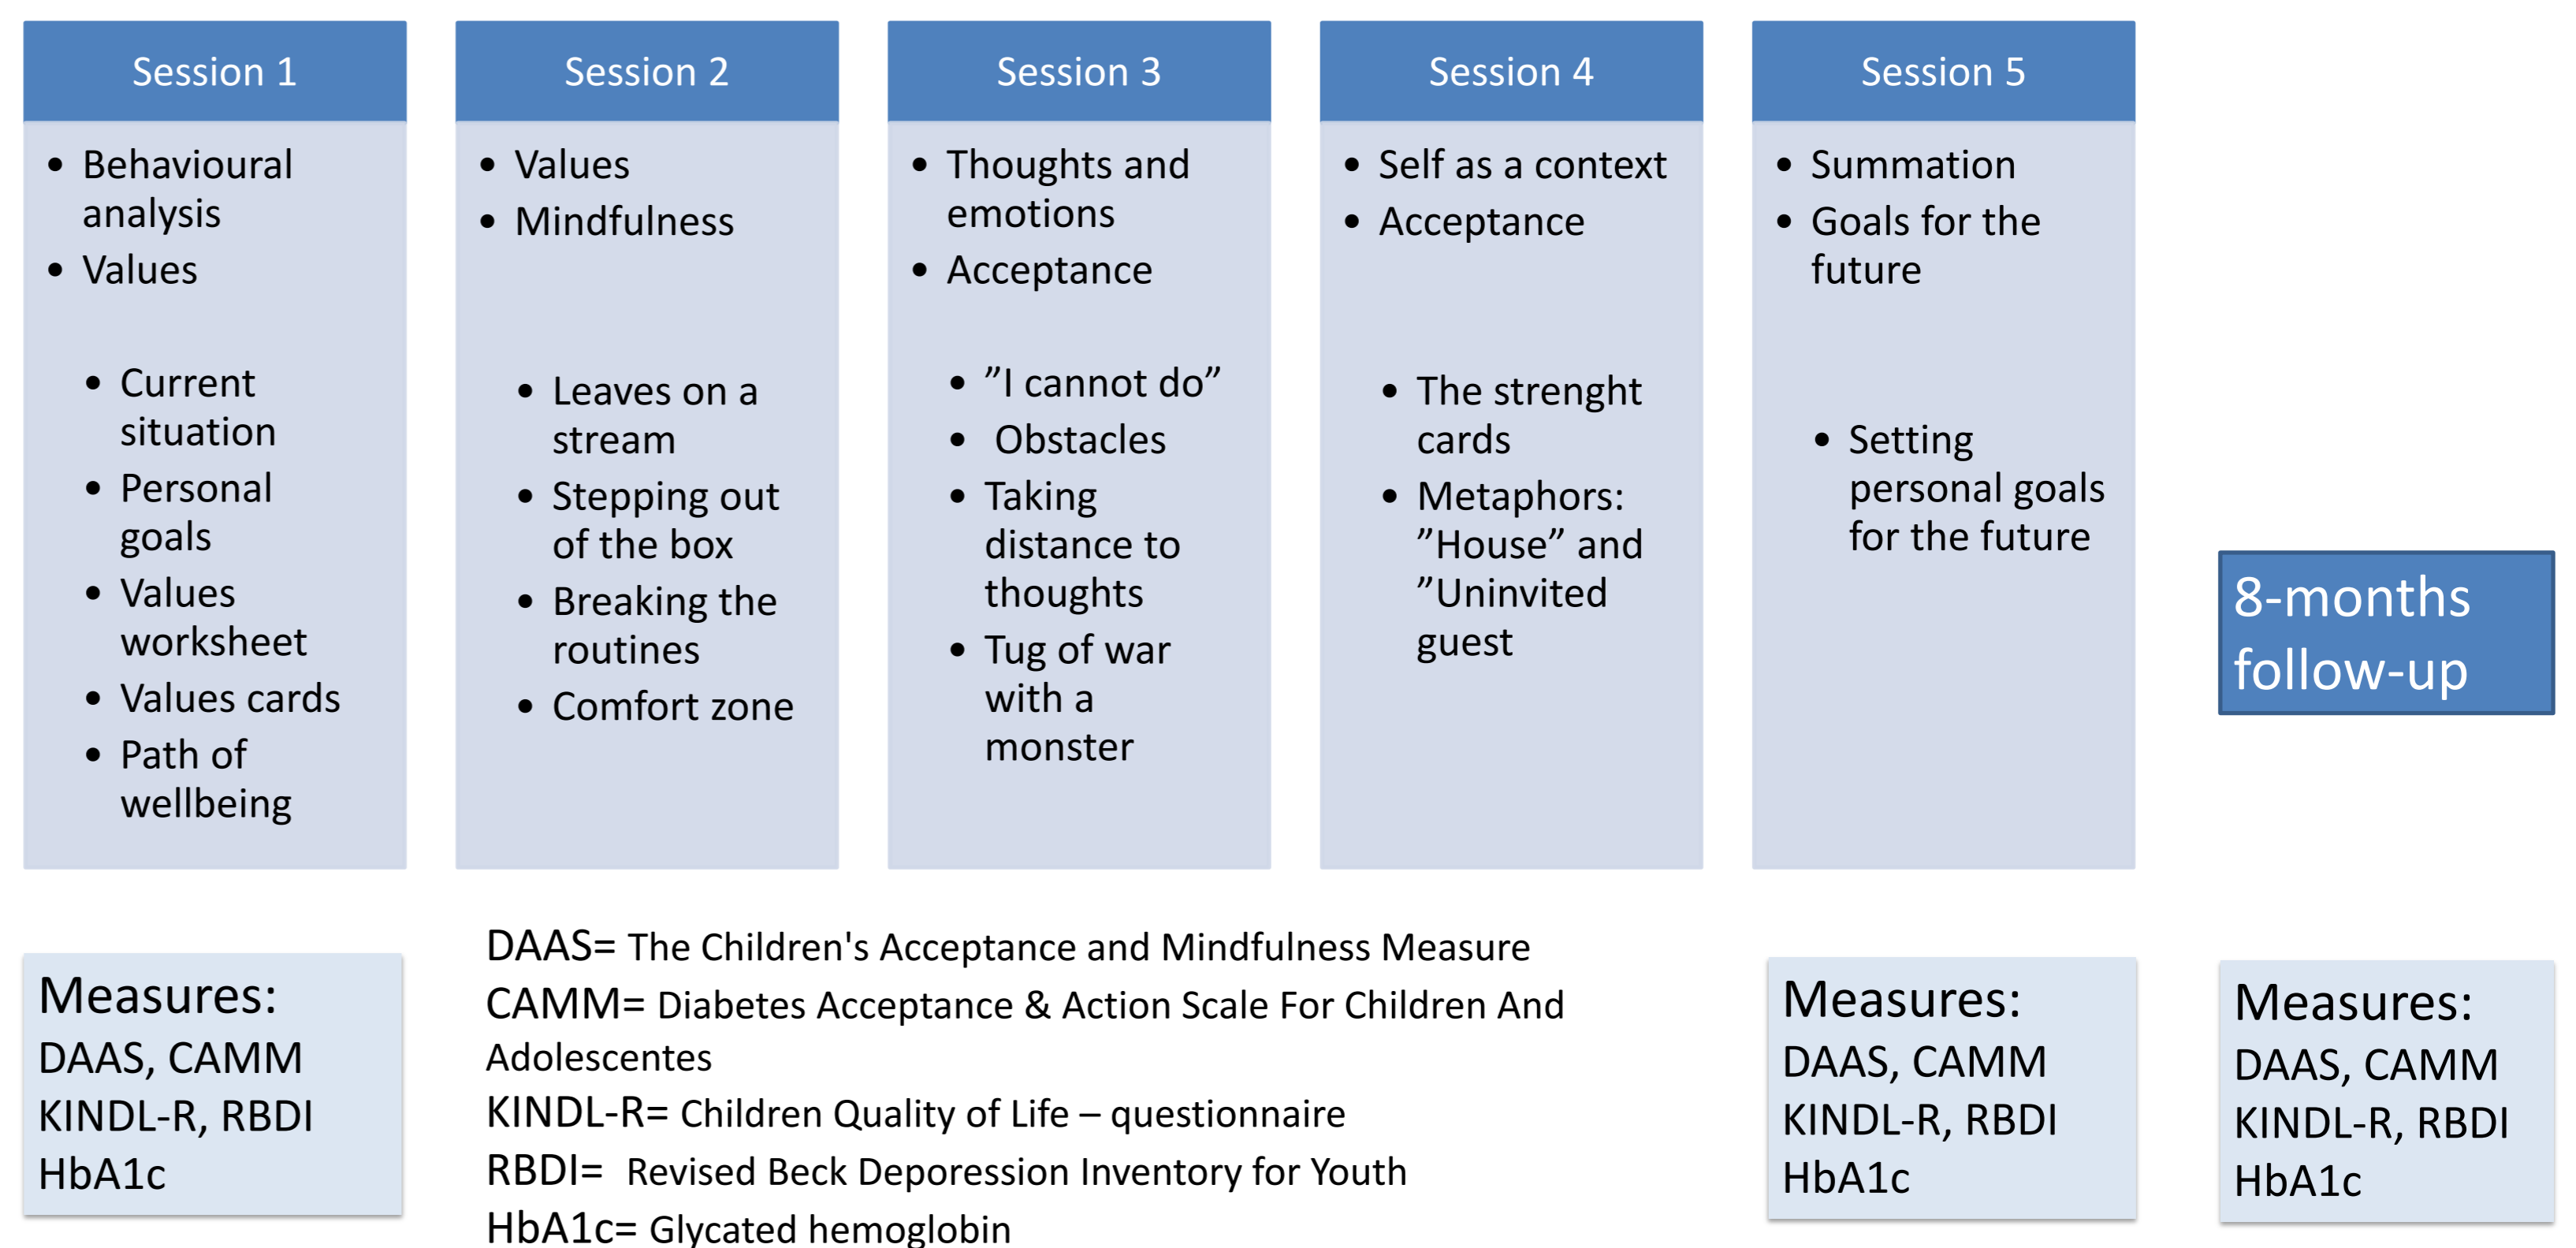 Session 1
• Behavioural
analysis
• Values
• Current
situation
• Personal
goals
• Values
worksheet
• Values cards
• Path of
wellbeing
Session 2
• Values
• Mindfulness
• Leaves on a
stream
• Stepping out
of the box
• Breaking the
routines
• Comfort zone
Session 3
• Thoughts and
emotions
• Acceptance
• ”I cannot do”
• Obstacles
• Taking
distance to
thoughts
• Tug of war
with a
monster
Session 4
• Self as a context
• Acceptance
• The strenght
cards
• Metaphors:
”House” and
”Uninvited
guest
Session 5
• Summation
• Goals for the
future
• Setting
personal goals
for the future
8-months
follow-up
Measures:
DAAS, CAMM
KINDL-R, RBDI
HbA1c
DAAS= The Children's Acceptance and Mindfulness Measure
CAMM= Diabetes Acceptance & Action Scale For Children And
Adolescentes
KINDL-R= Children Quality of Life – questionnaire
RBDI= Revised Beck Deporession Inventory for Youth
HbA1c= Glycated hemoglobin
Measures:
DAAS, CAMM
KINDL-R, RBDI
HbA1c
Measures:
DAAS, CAMM
KINDL-R, RBDI
HbA1c